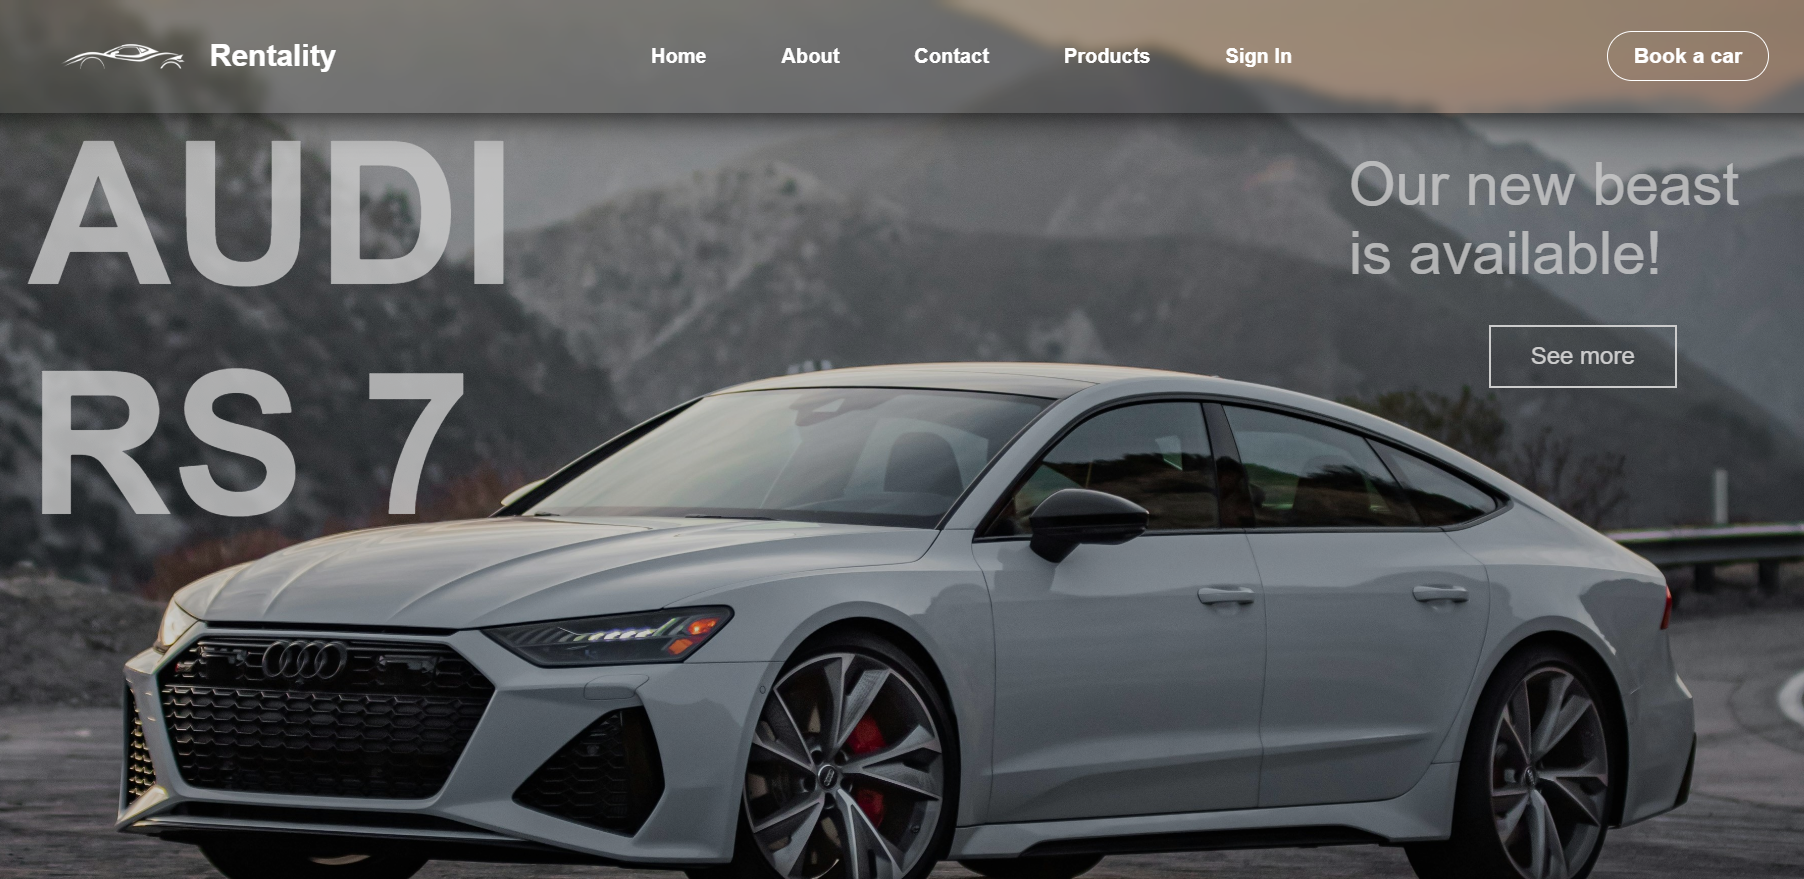 Rentality
Home
About
Contact
Products
Sign In
Book a car
AUDI
RS 7
Our new beast
is available!
See more